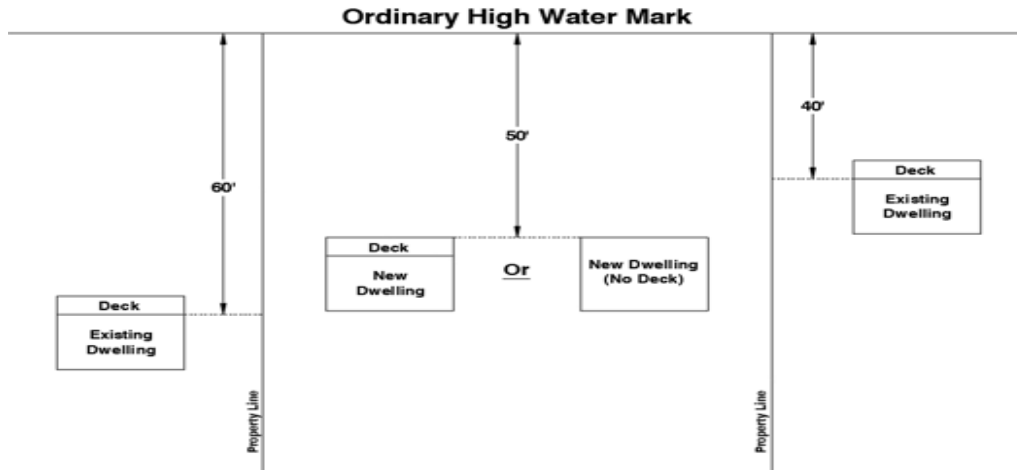 Ordinary High Water Mark
60'
50'
40'
Deck
Existing
Dwelling
Deck
New
Dwelling
Or
New Dwelling
(No Deck)
Deck
Existing
Dwelling
Property Line
Property Line